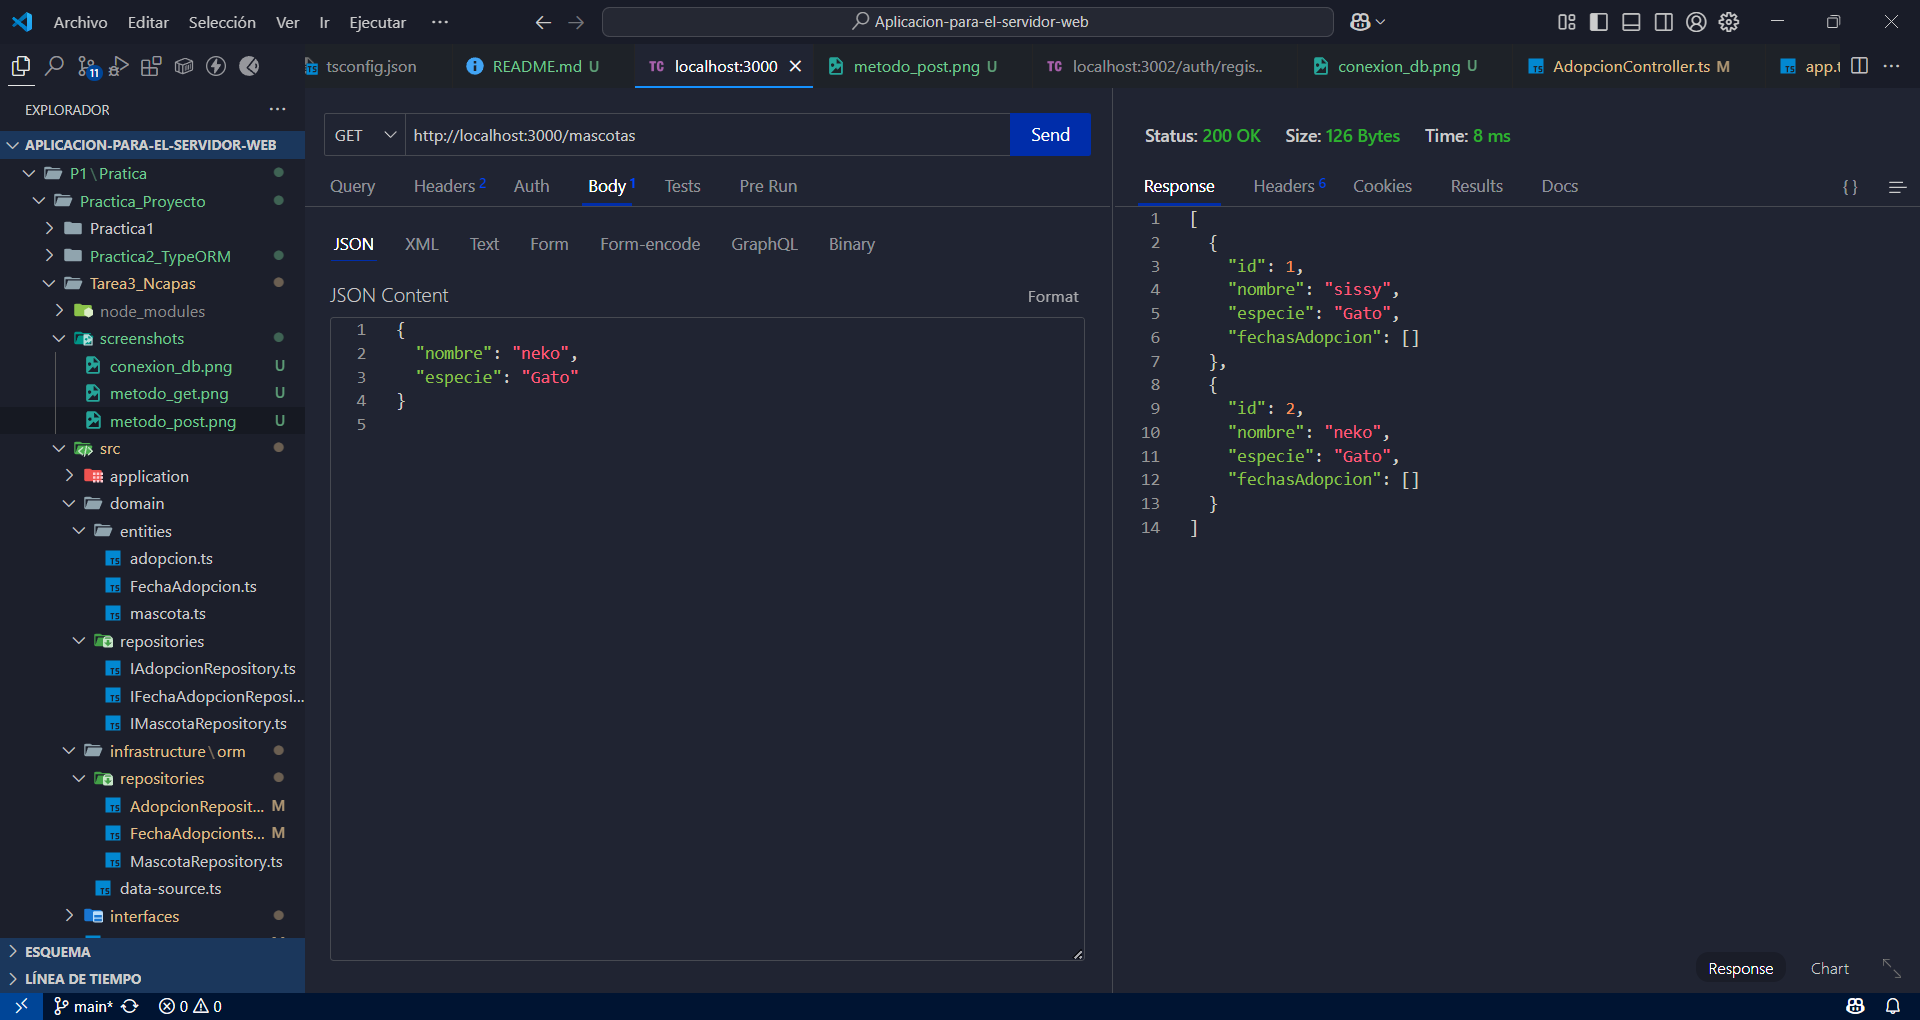 Archivo Editar Selección Ver Ir Ejecutar ···
Aplicacion-para-el-servidor-web
11
tsconfig.json
README.md U
TC localhost:3000
metodo_post.png U
TC localhost:3002/auth/regis..
conexion_db.png U
AdopcionController.ts M
app.t
EXPLORADOR
APLICACION-PARA-EL-SERVIDOR-WEB
P1\Pratica
Practica_Proyecto
Practica1
Practica2_TypeORM
Tarea3_Ncapas
node_modules
screenshots
conexion_db.png U
metodo_get.png U
metodo_post.png U
src
application
domain
entities
adopcion.ts
FechaAdopcion.ts
mascota.ts
repositories
IAdopcionRepository.ts
IFechaAdopcionReposi...
IMascotaRepository.ts
infrastructure\orm
repositories
AdopcionReposit... M
FechaAdopcionts... M
MascotaRepository.ts
data-source.ts
interfaces
ESQUEMA
LÍNEA DE TIEMPO
GET
http://localhost:3000/mascotas
Send
Query Headers 2 Auth Body 1 Tests Pre Run
JSON XML Text Form Form-encode GraphQL Binary
JSON Content
Format
1 {
2 "nombre": "neko",
3 "especie": "Gato"
4 }
5
Status: 200 OK Size: 126 Bytes Time: 8 ms
Response Headers 6 Cookies Results Docs {}
1 [
2 {
3 "id": 1,
4 "nombre": "sissy",
5 "especie": "Gato",
6 "fechasAdopcion": []
7 },
8 {
9 "id": 2,
10 "nombre": "neko",
11 "especie": "Gato",
12 "fechasAdopcion": []
13 }
14 ]
Response Chart
main* 0 0